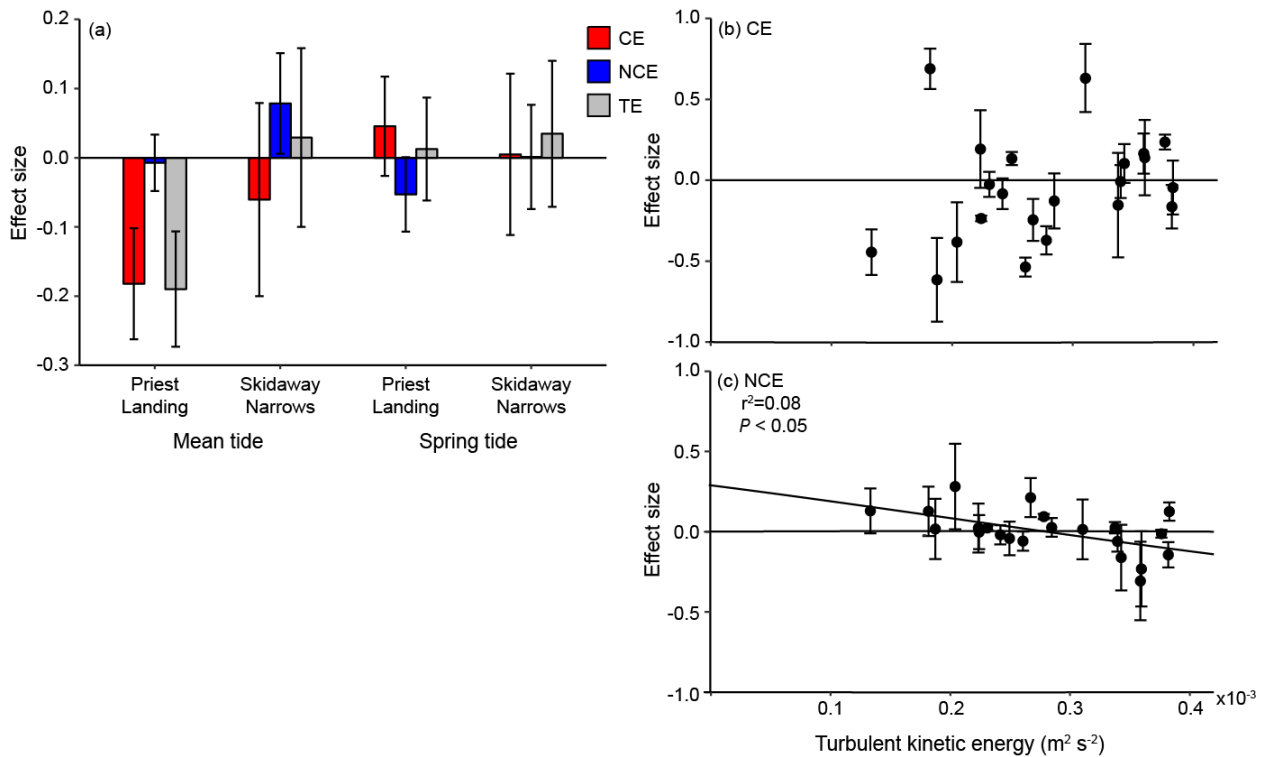 (a)
CE
NCE
TE
0.2
0.1
0.0
-0.1
-0.2
-0.3
Effect size
Priest Landing
Skidaway Narrows
Priest Landing
Skidaway Narrows
Mean tide
Spring tide
(b) CE
1.0
0.5
0.0
-0.5
-1.0
Effect size
(c) NCE
r²=0.08
P < 0.05
1.0
0.5
0.0
-0.5
-1.0
Effect size
0.1
0.2
0.3
0.4
x10⁻³
Turbulent kinetic energy (m² s⁻²)